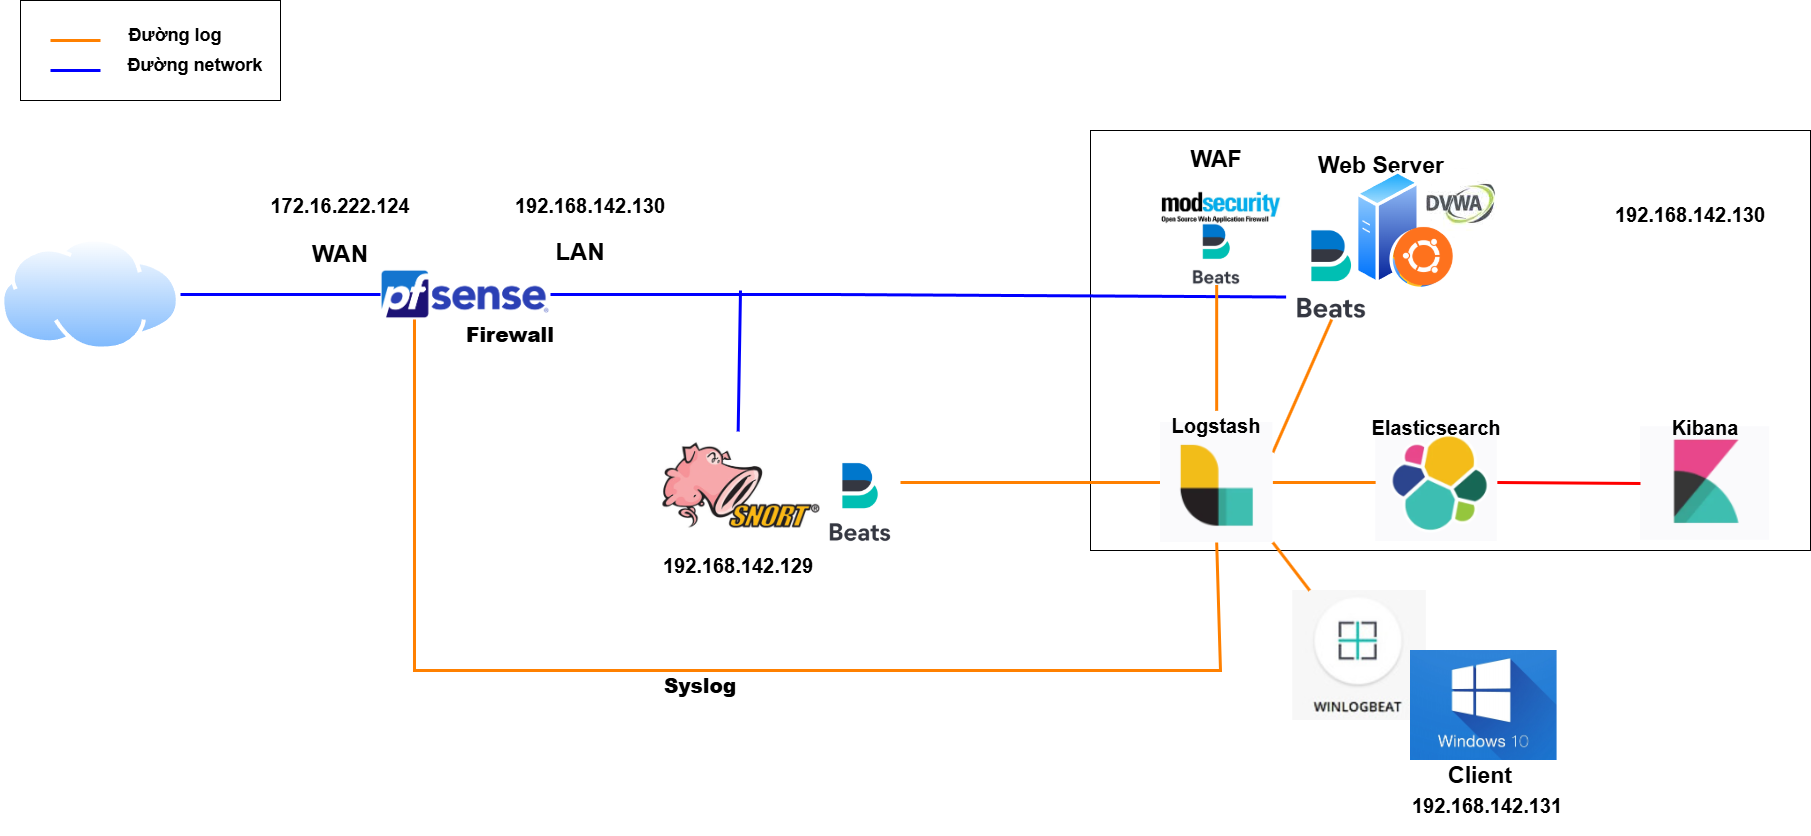 Đường log
Đường network
172.16.222.124
192.168.142.130
WAN
LAN
pfsense
Firewall
WAF
modsecurity
Open Source Web Application Firewall
Beats
Web Server
DVWA
Beats
192.168.142.130
SNORT®
Beats
192.168.142.129
Logstash
Elasticsearch
Kibana
Syslog
WINLOGBEAT
Windows 10
Client
192.168.142.131